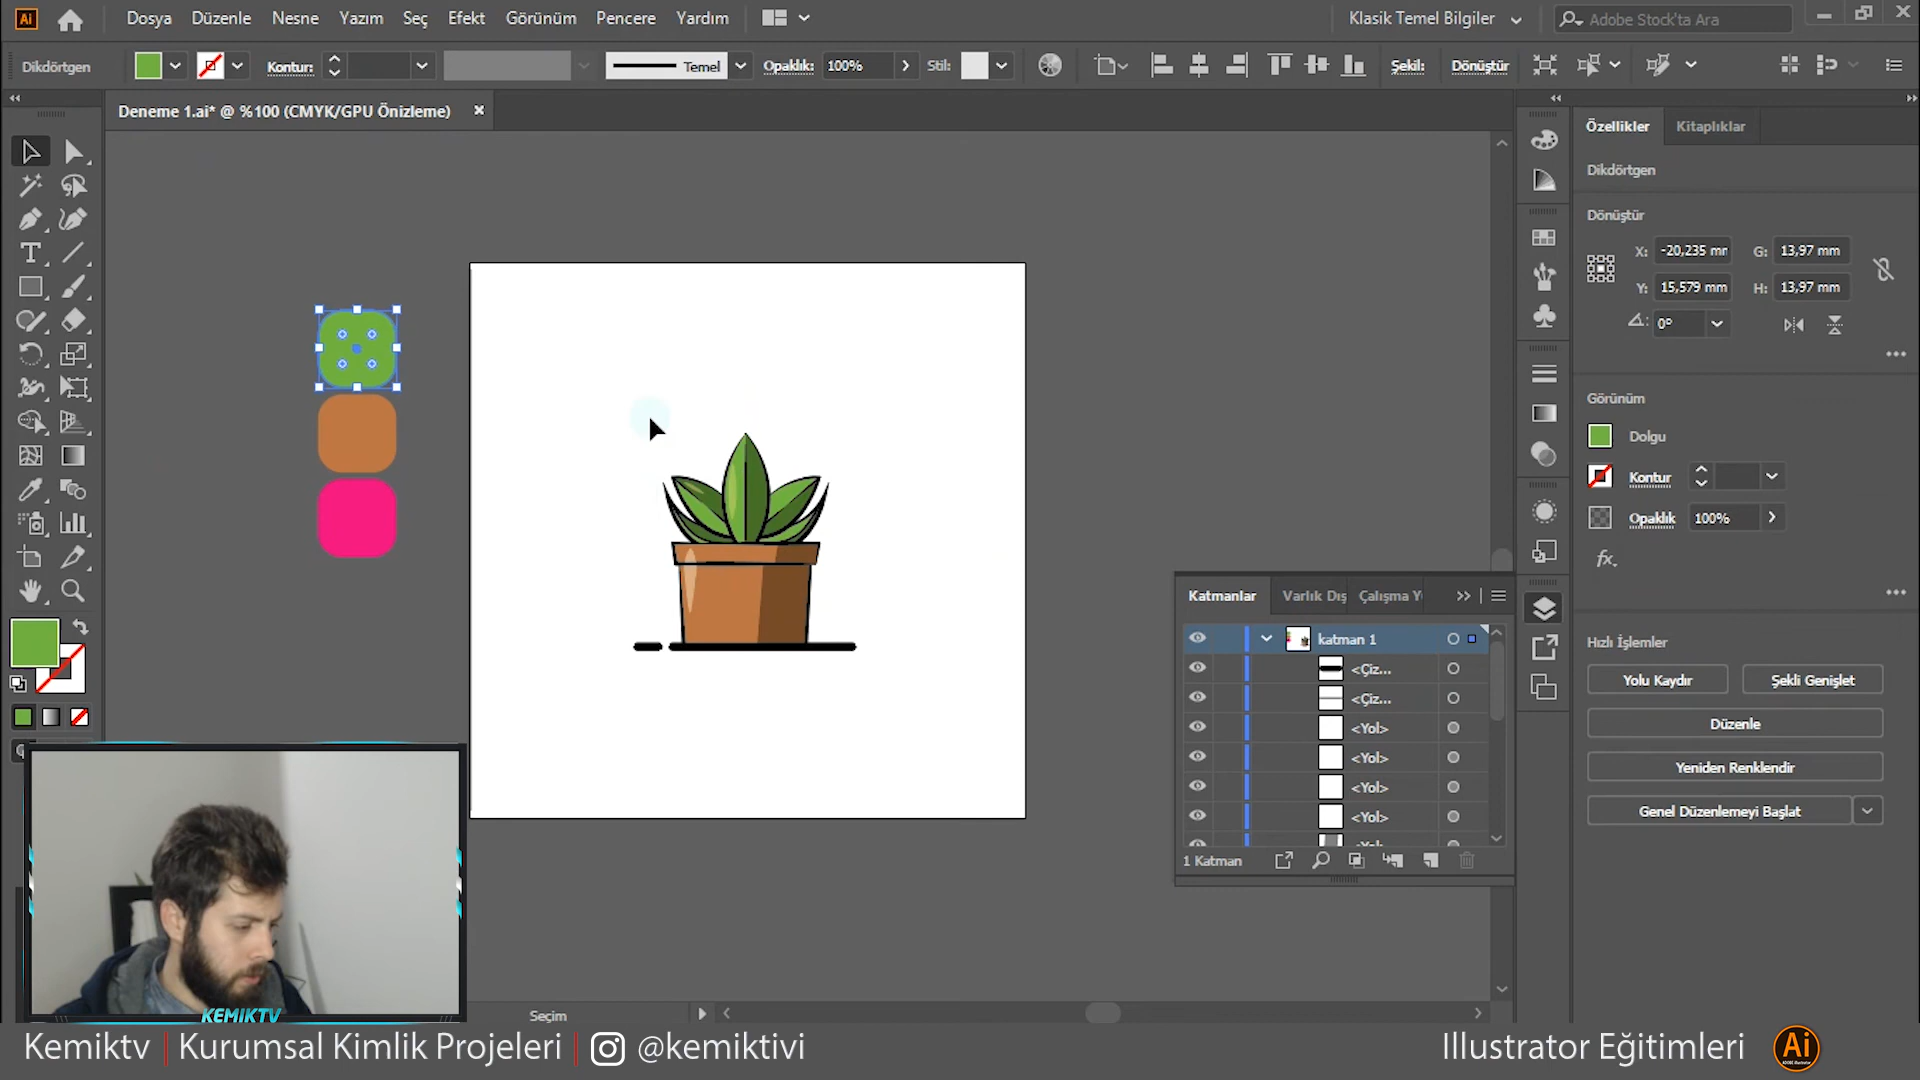 Ai Dosya Düzenle Nesne Yazım Seç Efekt Görünüm Pencere Yardım Klasik Temel Bilgiler Adobe Stock'ta Ara
Dikdörtgen Kontur: Temel Opaklık: 100% Stil: Şekil: Dönüştür
Deneme 1.ai* @ %100 (CMYK/GPU Önizleme) ×
Özellikler Kitaplıklar
Dikdörtgen
Dönüştür
X: -20,235 mm G: 13,97 mm
Y: 15,579 mm H: 13,97 mm
0°
Görünüm
Dolgu
Kontur
Opaklık 100%
fx.
Hızlı İşlemler
Yolu Kaydır Şekli Genişlet
Düzenle
Yeniden Renklendir
Genel Düzenlemeyi Başlat
Katmanlar Varlık Dış Çalışma Y
katman 1
<Çiz...
<Çiz...
<Yol>
<Yol>
<Yol>
<Yol>
1 Katman
Seçim
KEMIKTV
Kemiktv | Kurumsal Kimlik Projeleri | @kemiktivi
Illustrator Eğitimleri Ai